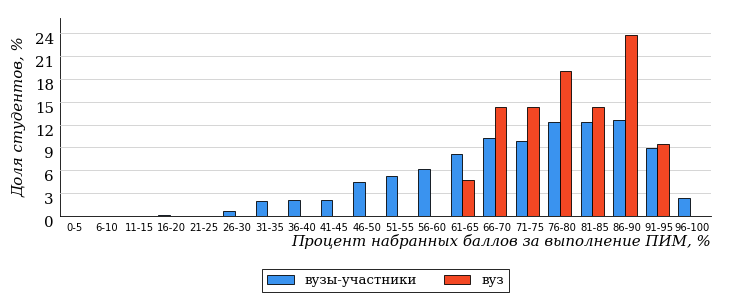 Доля студентов, %
24
21
18
15
12
9
6
3
0
0-5 6-10 11-15 16-20 21-25 26-30 31-35 36-40 41-45 46-50 51-55 56-60 61-65 66-70 71-75 76-80 81-85 86-90 91-95 96-100
Процент набранных баллов за выполнение ПИМ, %
вузы-участники вуз